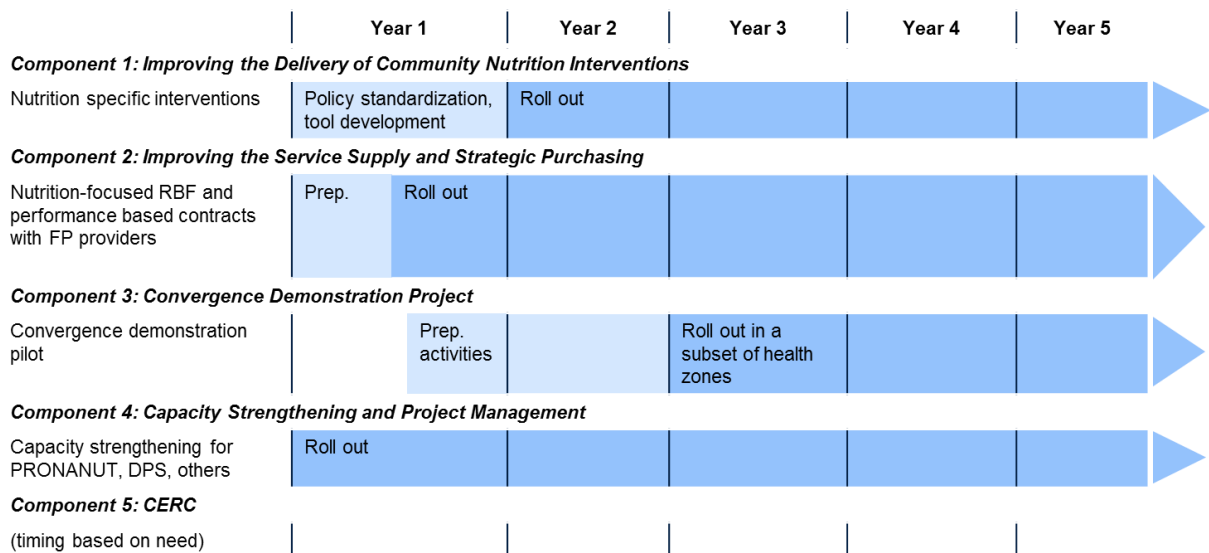 Year 1 Year 2 Year 3 Year 4 Year 5
Component 1: Improving the Delivery of Community Nutrition Interventions
Nutrition specific interventions
Policy standardization,
tool development
Roll out
Component 2: Improving the Service Supply and Strategic Purchasing
Nutrition-focused RBF and
performance based contracts
with FP providers
Prep.
Roll out
Component 3: Convergence Demonstration Project
Convergence demonstration
pilot
Prep.
activities
Roll out in a
subset of health
zones
Component 4: Capacity Strengthening and Project Management
Capacity strengthening for
PRONANUT, DPS, others
Roll out
Component 5: CERC
(timing based on need)